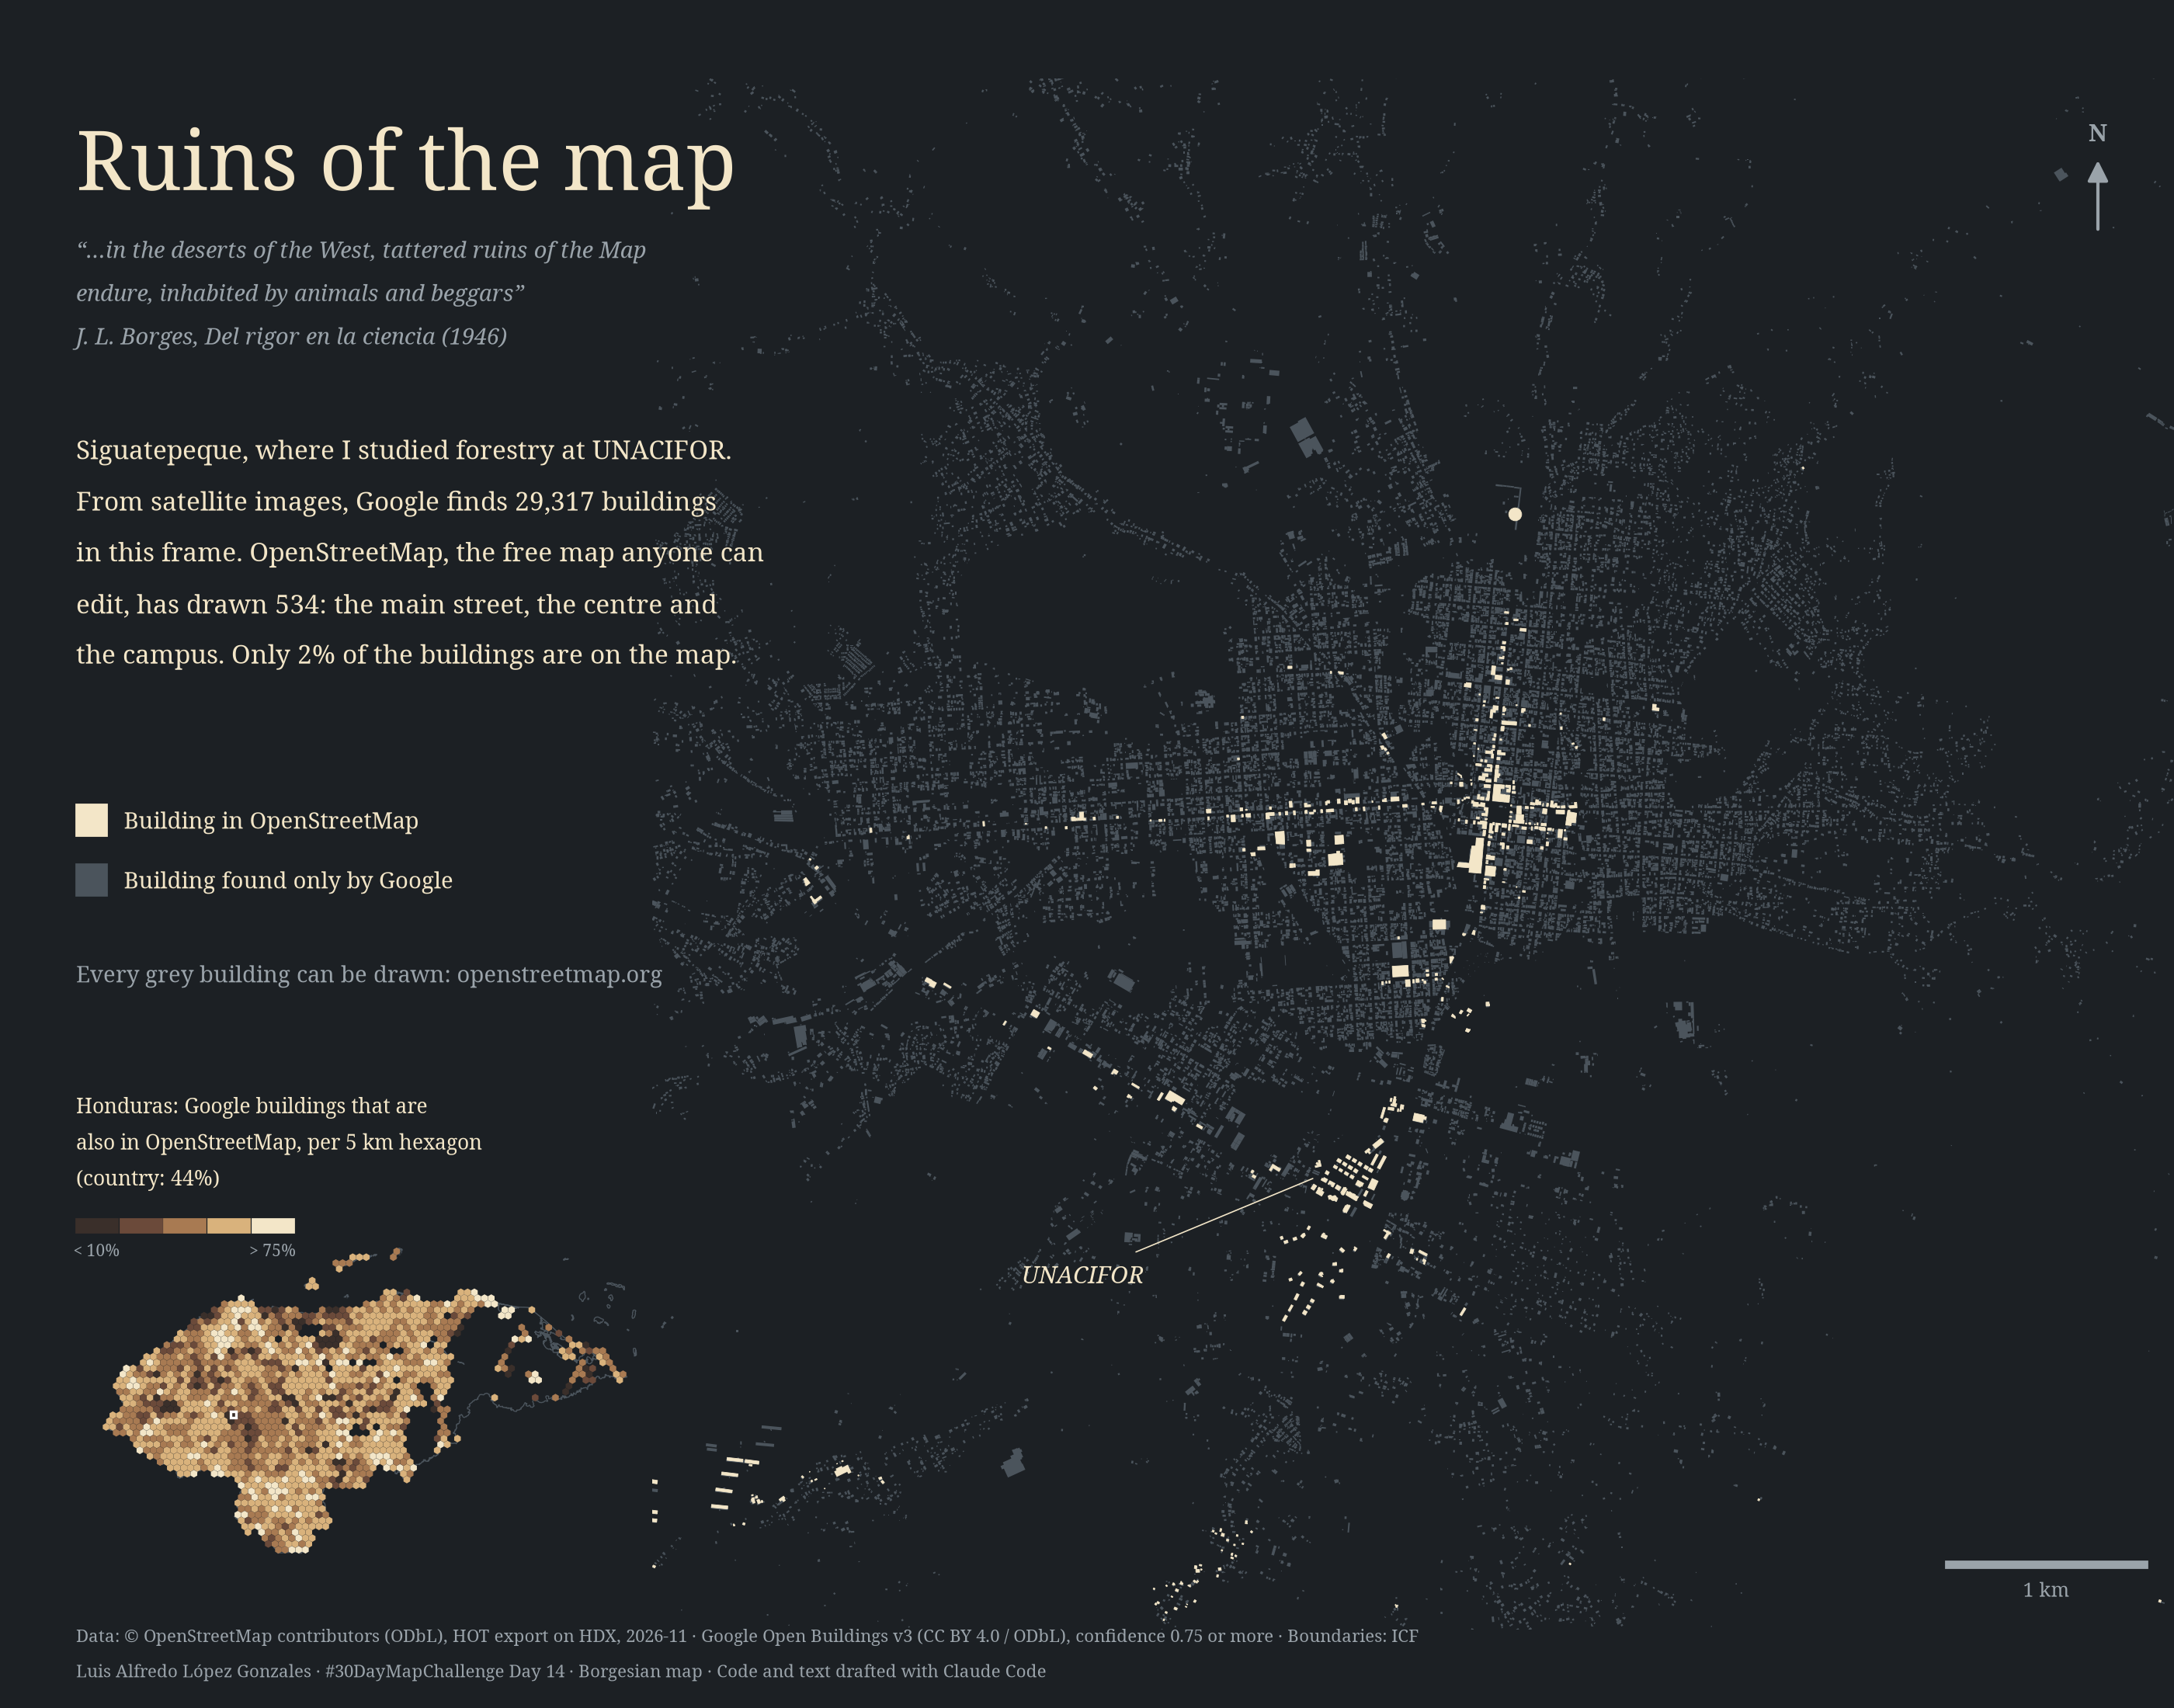 Ruins of the map
“…in the deserts of the West, tattered ruins of the Map
endure, inhabited by animals and beggars”
J. L. Borges, Del rigor en la ciencia (1946)
N
Siguatepeque, where I studied forestry at UNACIFOR.
From satellite images, Google finds 29,317 buildings
in this frame. OpenStreetMap, the free map anyone can
edit, has drawn 534: the main street, the centre and
the campus. Only 2% of the buildings are on the map.
Building in OpenStreetMap
Building found only by Google
Every grey building can be drawn: openstreetmap.org
Honduras: Google buildings that are
also in OpenStreetMap, per 5 km hexagon
(country: 44%)
< 10%
> 75%
UNACIFOR
1 km
Data: © OpenStreetMap contributors (ODbL), HOT export on HDX, 2026-11 · Google Open Buildings v3 (CC BY 4.0 / ODbL), confidence 0.75 or more · Boundaries: ICF
Luis Alfredo López Gonzales · #30DayMapChallenge Day 14 · Borgesian map · Code and text drafted with Claude Code